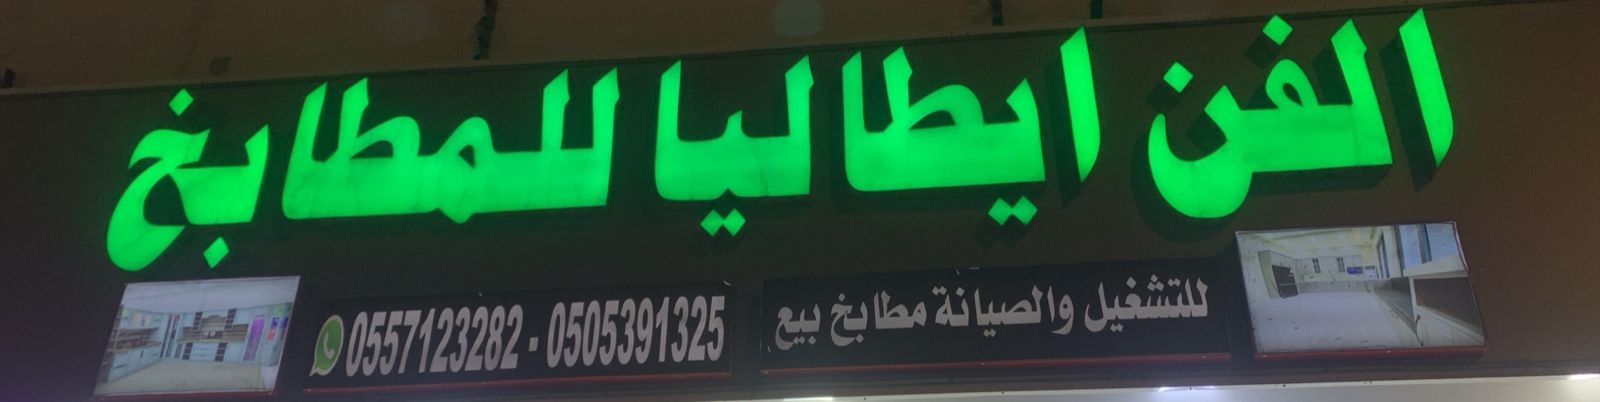 الفن ايطاليا للمطابخ
للتشغيل والصيانة مطابخ بيع
0557123282 - 0505391325